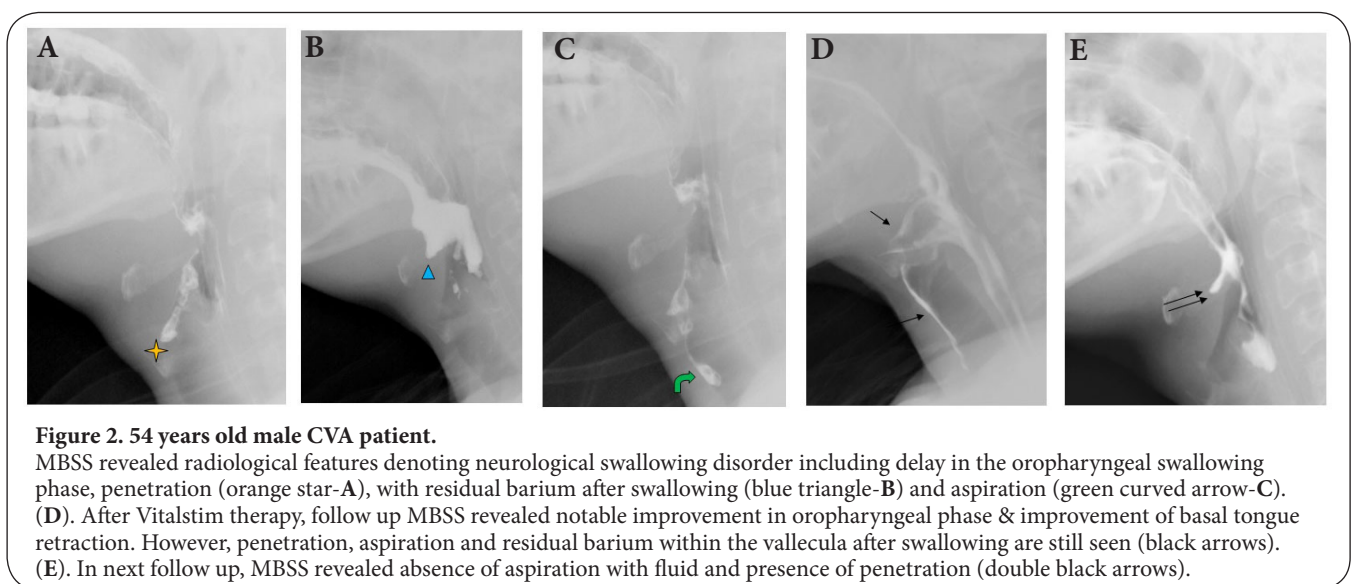 A B C D E
Figure 2. 54 years old male CVA patient.
MBSS revealed radiological features denoting neurological swallowing disorder including delay in the oropharyngeal swallowing
phase, penetration (orange star-A), with residual barium after swallowing (blue triangle-B) and aspiration (green curved arrow-C).
(D). After Vitalstim therapy, follow up MBSS revealed notable improvement in oropharyngeal phase & improvement of basal tongue
retraction. However, penetration, aspiration and residual barium within the vallecula after swallowing are still seen (black arrows).
(E). In next follow up, MBSS revealed absence of aspiration with fluid and presence of penetration (double black arrows).